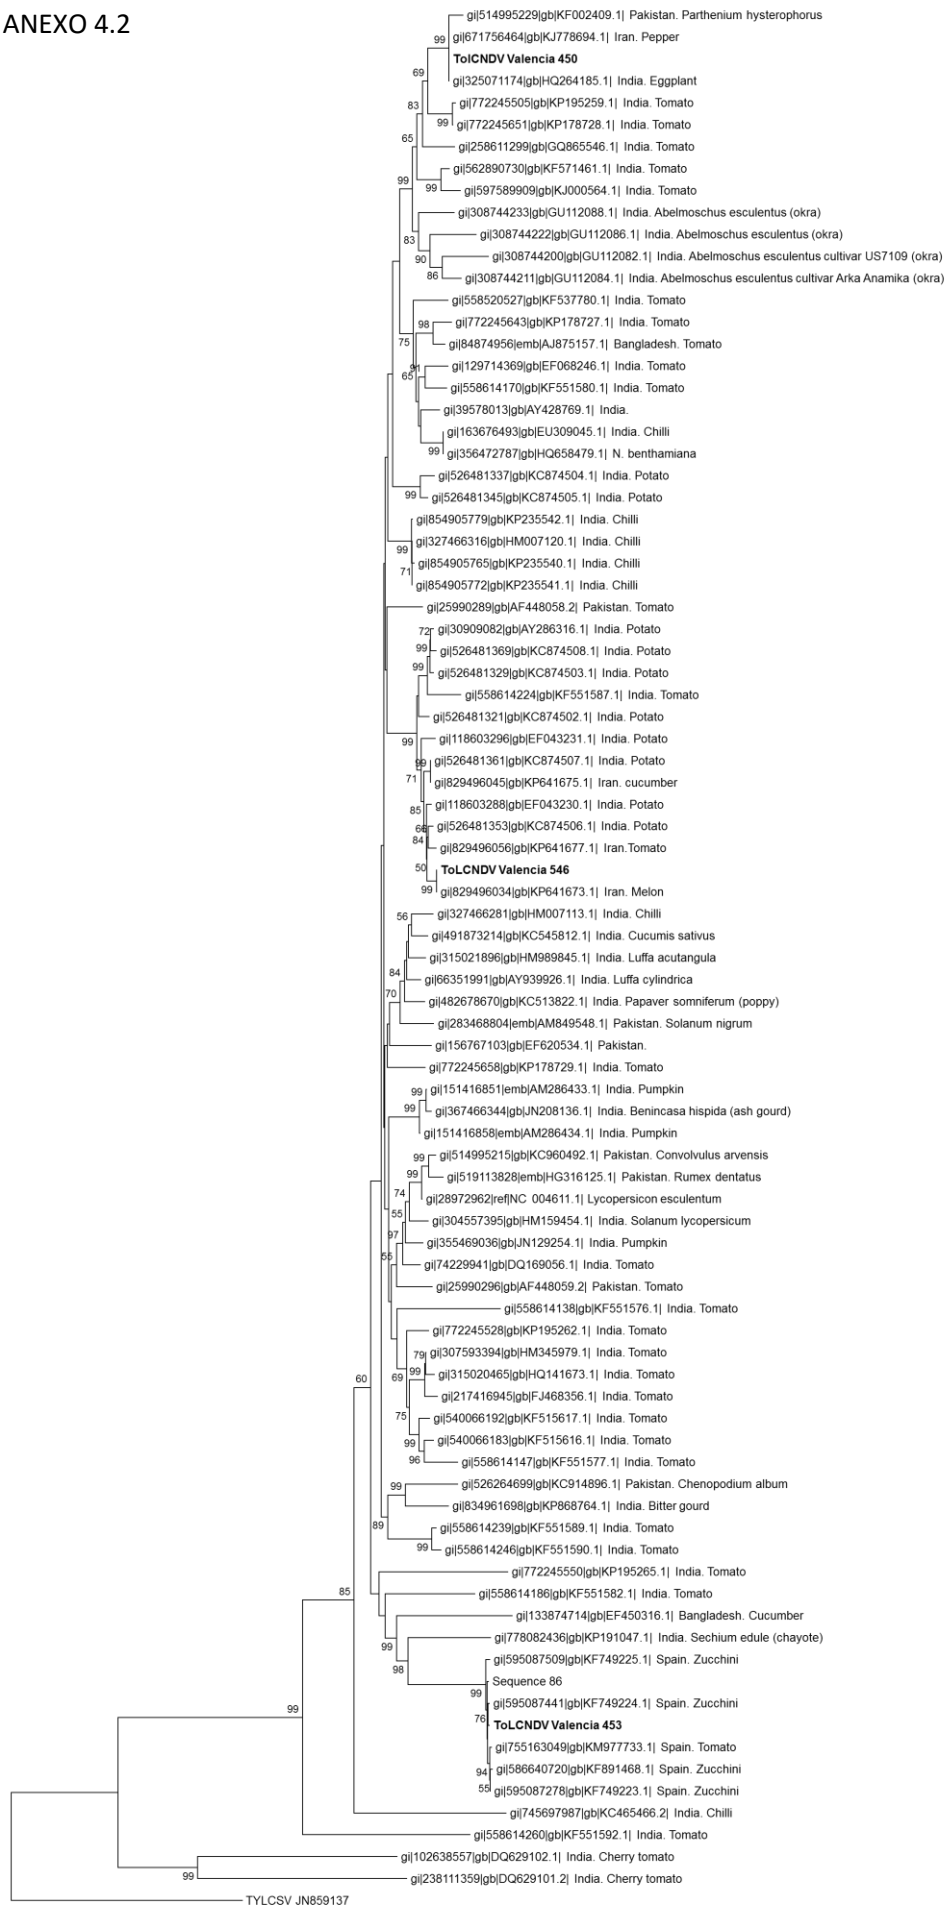 ANEXO 4.2
gi|514995229|gb|KF002409.1| Pakistan. Parthenium hysterophorus
99
gi|671756464|gb|KJ778694.1| Iran. Pepper
TolCNDV Valencia 450
69
gi|325071174|gb|HQ264185.1| India. Eggplant
83
gi|772245505|gb|KP195259.1| India. Tomato
99
gi|772245651|gb|KP178728.1| India. Tomato
65
gi|258611299|gb|GQ865546.1| India. Tomato
gi|562890730|gb|KF571461.1| India. Tomato
99
99
gi|597589909|gb|KJ000564.1| India. Tomato
gi|308744233|gb|GU112088.1| India. Abelmoschus esculentus (okra)
83
gi|308744222|gb|GU112086.1| India. Abelmoschus esculentus (okra)
90
gi|308744200|gb|GU112082.1| India. Abelmoschus esculentus cultivar US7109 (okra)
86
gi|308744211|gb|GU112084.1| India. Abelmoschus esculentus cultivar Arka Anamika (okra)
gi|558520527|gb|KF537780.1| India. Tomato
98
gi|772245643|gb|KP178727.1| India. Tomato
75
gi|84874956|emb|AJ875157.1| Bangladesh. Tomato
gi|129714369|gb|EF068246.1| India. Tomato
65
gi|558614170|gb|KF551580.1| India. Tomato
gi|39578013|gb|AY428769.1| India.
gi|163676493|gb|EU309045.1| India. Chilli
99
gi|356472787|gb|HQ658479.1| N. benthamiana
gi|526481337|gb|KC874504.1| India. Potato
99
gi|526481345|gb|KC874505.1| India. Potato
gi|854905779|gb|KP235542.1| India. Chilli
gi|327466316|gb|HM007120.1| India. Chilli
99
gi|854905765|gb|KP235540.1| India. Chilli
71
gi|854905772|gb|KP235541.1| India. Chilli
gi|25990289|gb|AF448058.2| Pakistan. Tomato
72
gi|30909082|gb|AY286316.1| India. Potato
99
gi|526481369|gb|KC874508.1| India. Potato
99
gi|526481329|gb|KC874503.1| India. Potato
gi|558614224|gb|KF551587.1| India. Tomato
gi|526481321|gb|KC874502.1| India. Potato
99
gi|118603296|gb|EF043231.1| India. Potato
99
gi|526481361|gb|KC874507.1| India. Potato
71
gi|829496045|gb|KP641675.1| Iran. cucumber
85
gi|118603288|gb|EF043230.1| India. Potato
gi|526481353|gb|KC874506.1| India. Potato
84
gi|829496056|gb|KP641677.1| Iran.Tomato
50
ToLCNDV Valencia 546
99
gi|829496034|gb|KP641673.1| Iran. Melon
56
gi|327466281|gb|HM007113.1| India. Chilli
gi|491873214|gb|KC545812.1| India. Cucumis sativus
gi|315021896|gb|HM989845.1| India. Luffa acutangula
84
gi|66351991|gb|AY939926.1| India. Luffa cylindrica
70
gi|482678670|gb|KC513822.1| India. Papaver somniferum (poppy)
gi|283468804|emb|AM849548.1| Pakistan. Solanum nigrum
gi|156767103|gb|EF620534.1| Pakistan.
gi|772245658|gb|KP178729.1| India. Tomato
99
gi|151416851|emb|AM286433.1| India. Pumpkin
99
gi|367466344|gb|JN208136.1| India. Benincasa hispida (ash gourd)
gi|151416858|emb|AM286434.1| India. Pumpkin
99
gi|514995215|gb|KC960492.1| Pakistan. Convolvulus arvensis
99
gi|519113828|emb|HG316125.1| Pakistan. Rumex dentatus
74
gi|28972962|ref|NC 004611.1| Lycopersicon esculentum
55
gi|304557395|gb|HM159454.1| India. Solanum lycopersicum
97
gi|355469036|gb|JN129254.1| India. Pumpkin
55
gi|74229941|gb|DQ169056.1| India. Tomato
gi|25990296|gb|AF448059.2| Pakistan. Tomato
gi|558614138|gb|KF551576.1| India. Tomato
gi|772245528|gb|KP195262.1| India. Tomato
79
gi|307593394|gb|HM345979.1| India. Tomato
99
gi|315020465|gb|HQ141673.1| India. Tomato
60
69
gi|217416945|gb|FJ468356.1| India. Tomato
75
gi|540066192|gb|KF515617.1| India. Tomato
99
gi|540066183|gb|KF515616.1| India. Tomato
96
gi|558614147|gb|KF551577.1| India. Tomato
99
gi|526264699|gb|KC914896.1| Pakistan. Chenopodium album
gi|834961698|gb|KP868764.1| India. Bitter gourd
89
gi|558614239|gb|KF551589.1| India. Tomato
99
gi|558614246|gb|KF551590.1| India. Tomato
gi|772245550|gb|KP195265.1| India. Tomato
85
gi|558614186|gb|KF551582.1| India. Tomato
gi|133874714|gb|EF450316.1| Bangladesh. Cucumber
99
gi|778082436|gb|KP191047.1| India. Sechium edule (chayote)
98
gi|595087509|gb|KF749225.1| Spain. Zucchini
Sequence 86
99
gi|595087441|gb|KF749224.1| Spain. Zucchini
99
76
ToLCNDV Valencia 453
gi|755163049|gb|KM977733.1| Spain. Tomato
94
gi|586640720|gb|KF891468.1| Spain. Zucchini
55
gi|595087278|gb|KF749223.1| Spain. Zucchini
gi|745697987|gb|KC465466.2| India. Chilli
gi|558614260|gb|KF551592.1| India. Tomato
gi|102638557|gb|DQ629102.1| India. Cherry tomato
99
gi|238111359|gb|DQ629101.2| India. Cherry tomato
TYLCSV JN859137